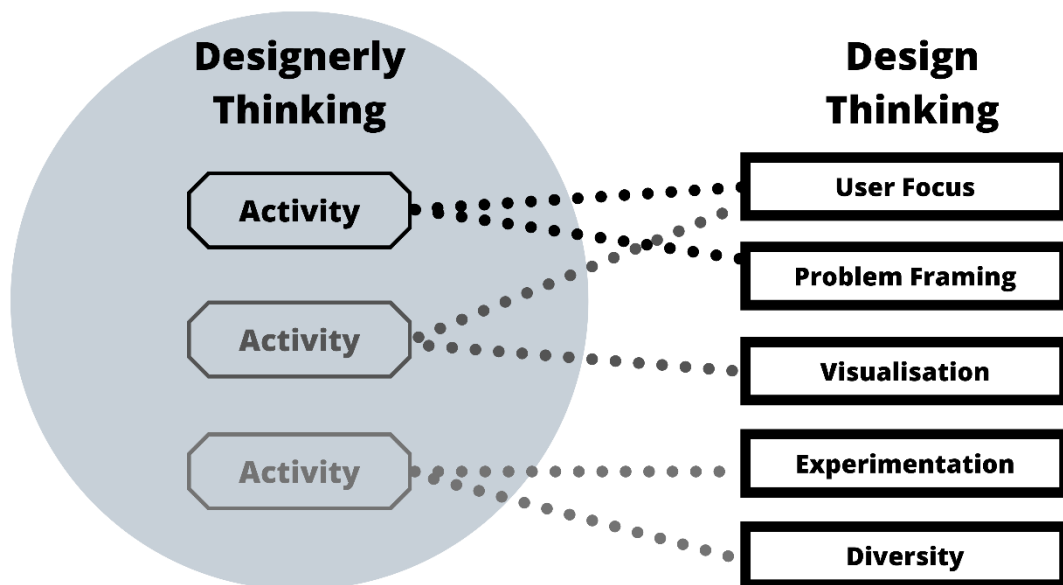 Designerly
Thinking
Activity
Activity
Activity
Design
Thinking
User Focus
Problem Framing
Visualisation
Experimentation
Diversity